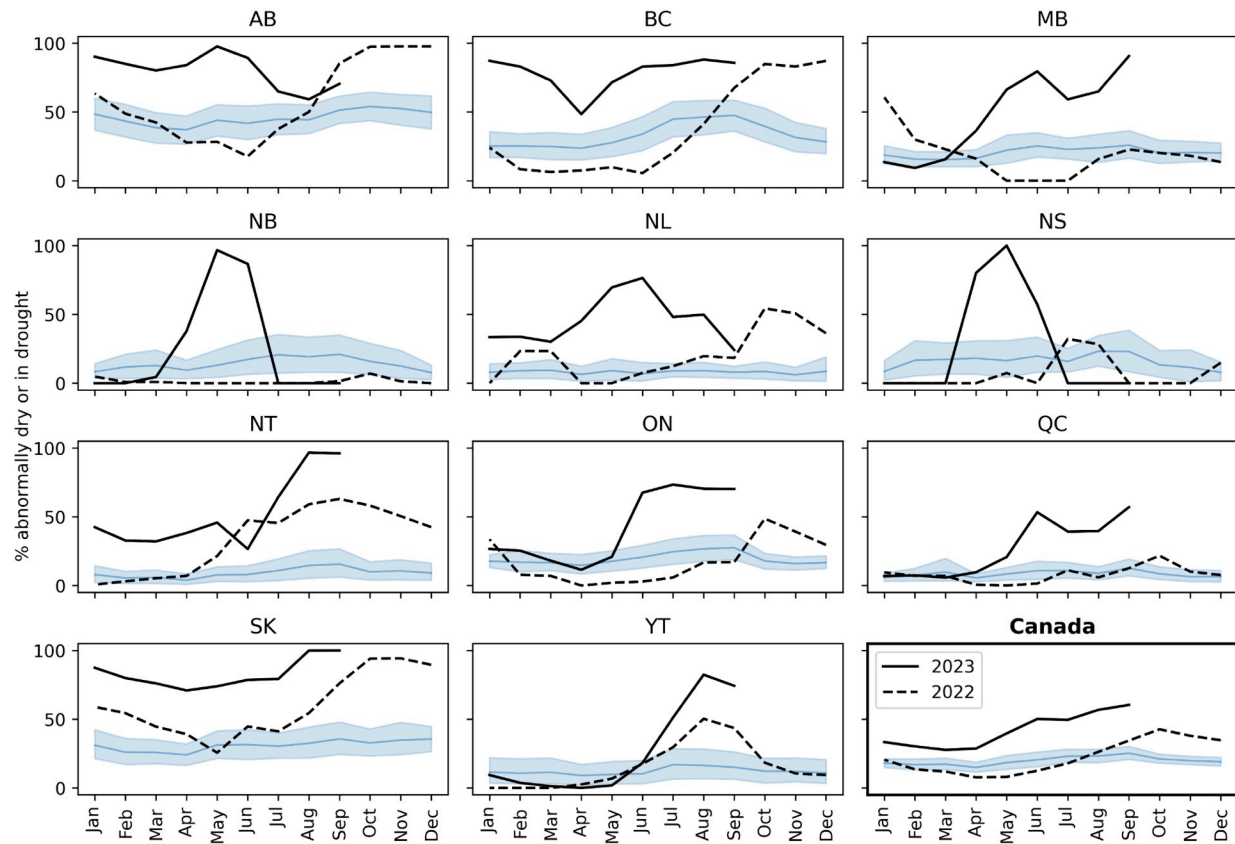 AB
BC
MB
100
50
0
NB
NL
NS
100
50
0
% abnormally dry or in drought
NT
ON
QC
100
50
0
SK
YT
Canada
100
50
0
2023
2022
Jan
Feb
Mar
Apr
May
Jun
Jul
Aug
Sep
Oct
Nov
Dec
Jan
Feb
Mar
Apr
May
Jun
Jul
Aug
Sep
Oct
Nov
Dec
Jan
Feb
Mar
Apr
May
Jun
Jul
Aug
Sep
Oct
Nov
Dec